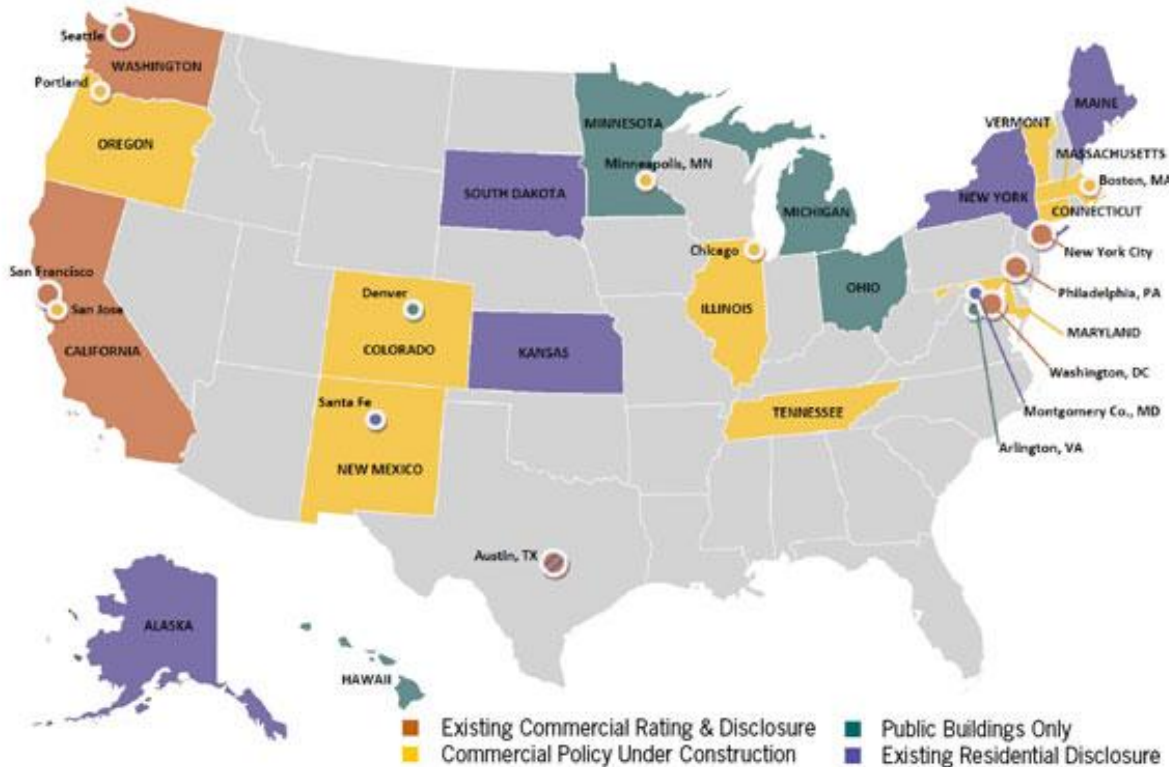 Seattle
WASHINGTON
Portland
OREGON
MINNESOTA
Minneapolis, MN
SOUTH DAKOTA
MICHIGAN
MAINE
VERMONT
MASSACHUSETTS
Boston, MA
NEW YORK
CONNECTICUT
New York City
San Francisco
San Jose
CALIFORNIA
Denver
COLORADO
KANSAS
Chicago
ILLINOIS
OHIO
Philadelphia, PA
MARYLAND
Washington, DC
Montgomery Co., MD
Arlington, VA
Santa Fe
NEW MEXICO
TENNESSEE
Austin, TX
ALASKA
HAWAII
Existing Commercial Rating & Disclosure
Commercial Policy Under Construction
Public Buildings Only
Existing Residential Disclosure